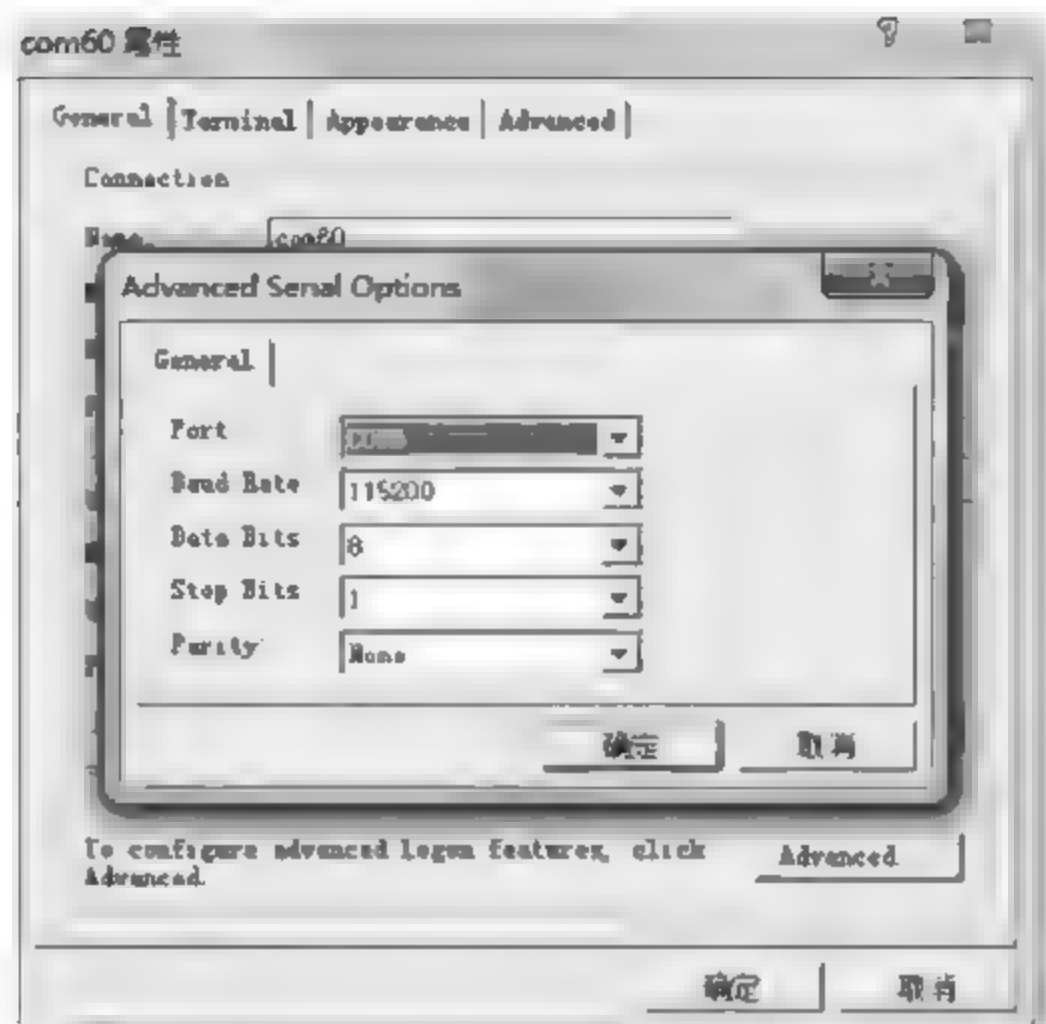 com60 属性
General Terminal Appearance Advanced
Connection
Name: com60
Advanced Serial Options
General
Port
Baud Rate 115200
Data Bits 8
Stop Bits 1
Parity None
确定 取消
To configure advanced logon features, click Advanced
Advanced.
确定 取消